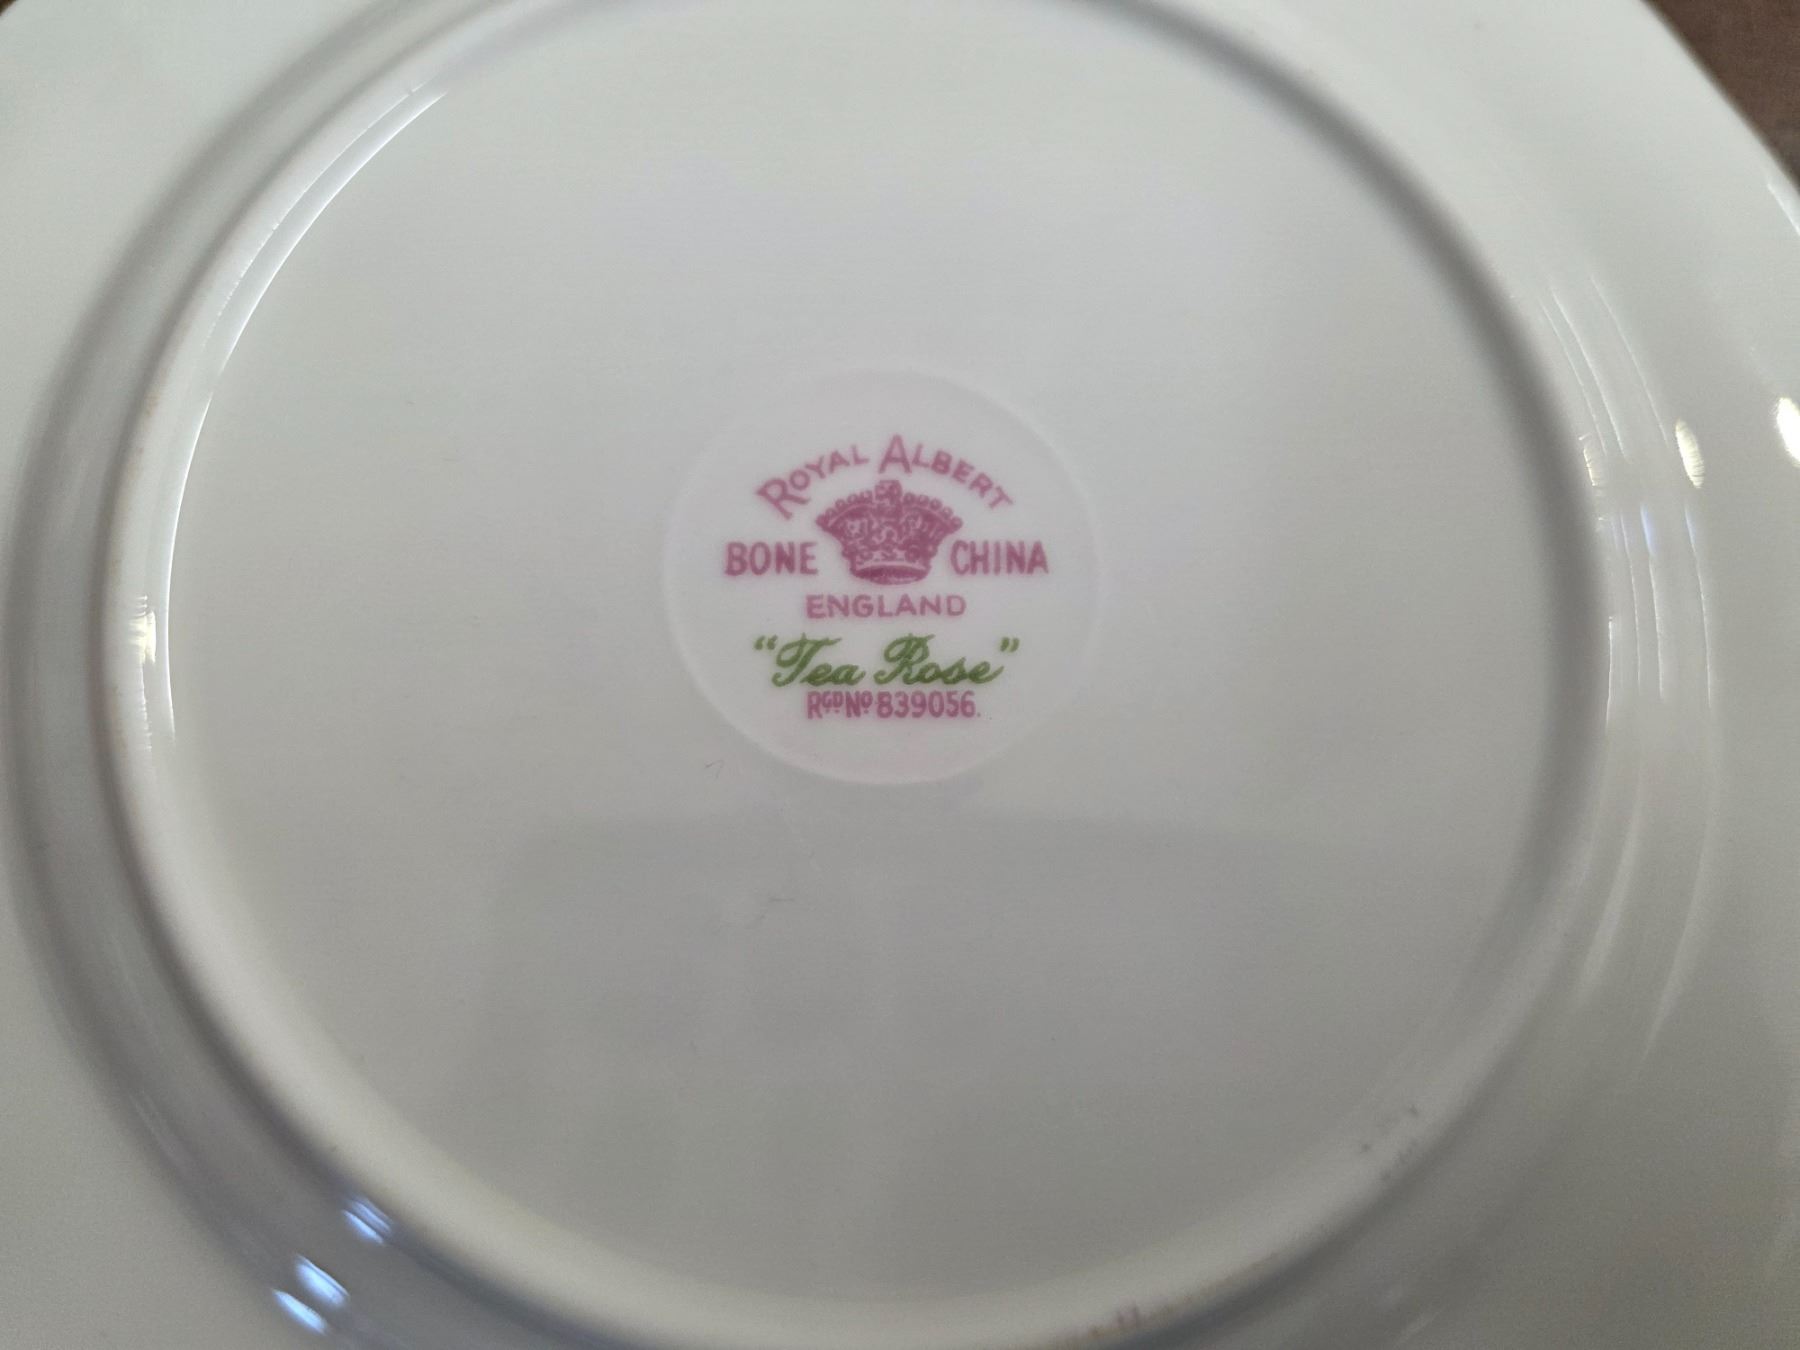 ROYAL ALBERT
BONE CHINA
ENGLAND
"Tea Rose"
RGD No 839056.